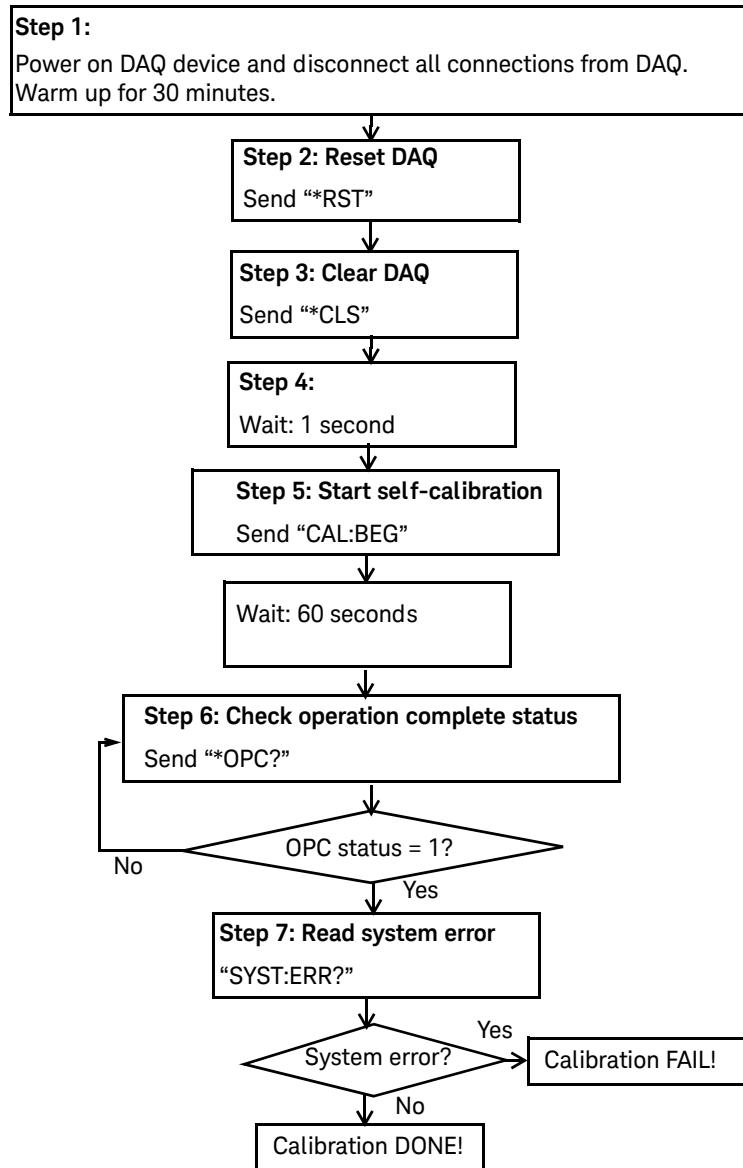 Step 1:
Power on DAQ device and disconnect all connections from DAQ.
Warm up for 30 minutes.
Step 2: Reset DAQ
Send “*RST”
Step 3: Clear DAQ
Send “*CLS”
Step 4:
Wait: 1 second
Step 5: Start self-calibration
Send “CAL:BEG”
Wait: 60 seconds
Step 6: Check operation complete status
Send “*OPC?”
OPC status = 1?
No
Yes
Step 7: Read system error
“SYST:ERR?”
System error?
Yes
Calibration FAIL!
No
Calibration DONE!